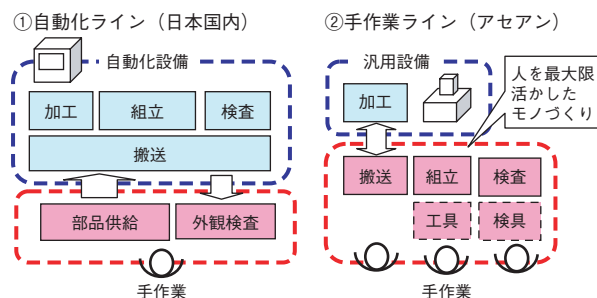 ①自動化ライン（日本国内）
自動化設備
加工
組立
検査
搬送
部品供給
外観検査
手作業
②手作業ライン（アセアン）
汎用設備
加工
人を最大限
活かした
モノづくり
搬送
組立
検査
工具
検具
手作業